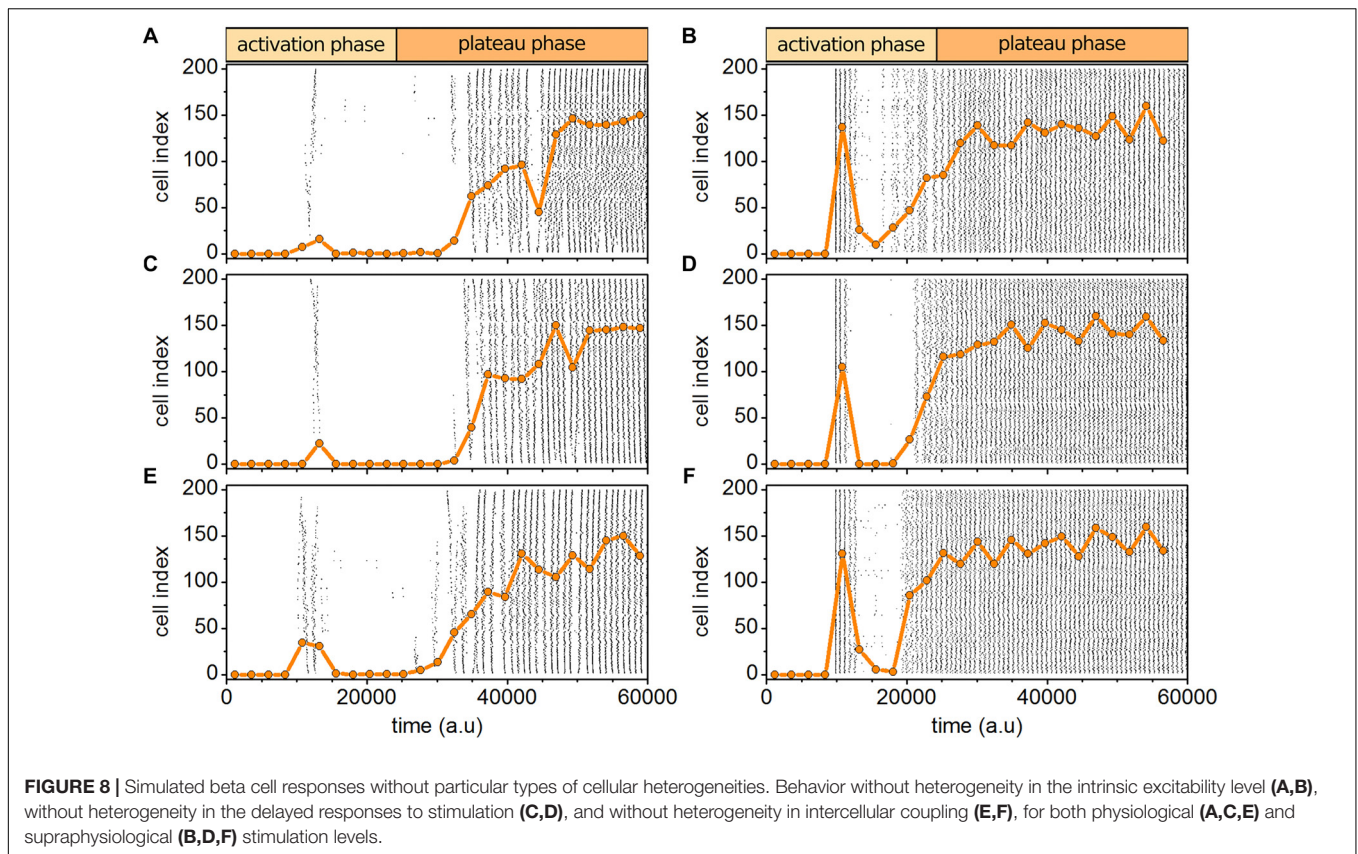 A
B
activation phase plateau phase
activation phase plateau phase
200
150
100
50
0
cell index
200
150
100
50
0
cell index
C
D
200
150
100
50
0
cell index
200
150
100
50
0
cell index
E
F
200
150
100
50
0
cell index
200
150
100
50
0
cell index
0 20000 40000 60000
0 20000 40000 60000
time (a.u)
time (a.u)
FIGURE 8 | Simulated beta cell responses without particular types of cellular heterogeneities. Behavior without heterogeneity in the intrinsic excitability level (A,B),
without heterogeneity in the delayed responses to stimulation (C,D), and without heterogeneity in intercellular coupling (E,F), for both physiological (A,C,E) and
supraphysiological (B,D,F) stimulation levels.